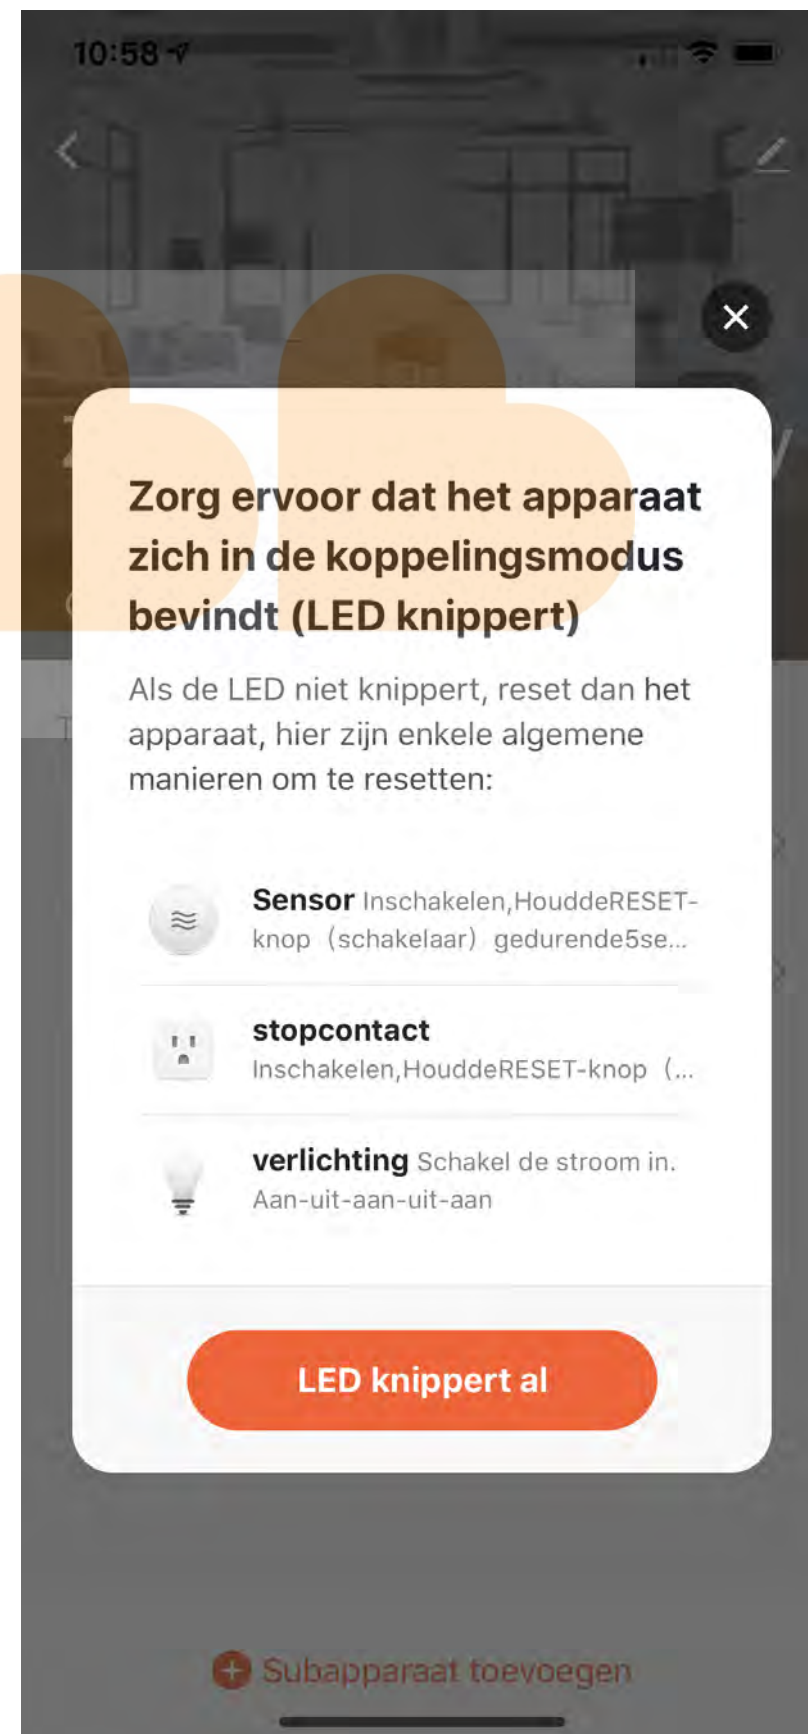 10:58
Zorg ervoor dat het apparaat
zich in de koppelingsmodus
bevindt (LED knippert)
Als de LED niet knippert, reset dan het
apparaat, hier zijn enkele algemene
manieren om te resetten:
Sensor Inschakelen,HouddeRESET-
knop（schakelaar）gedurende5se...
stopcontact
Inschakelen,HouddeRESET-knop（...
verlichting Schakel de stroom in.
Aan-uit-aan-uit-aan
LED knippert al
Subapparaat toevoegen